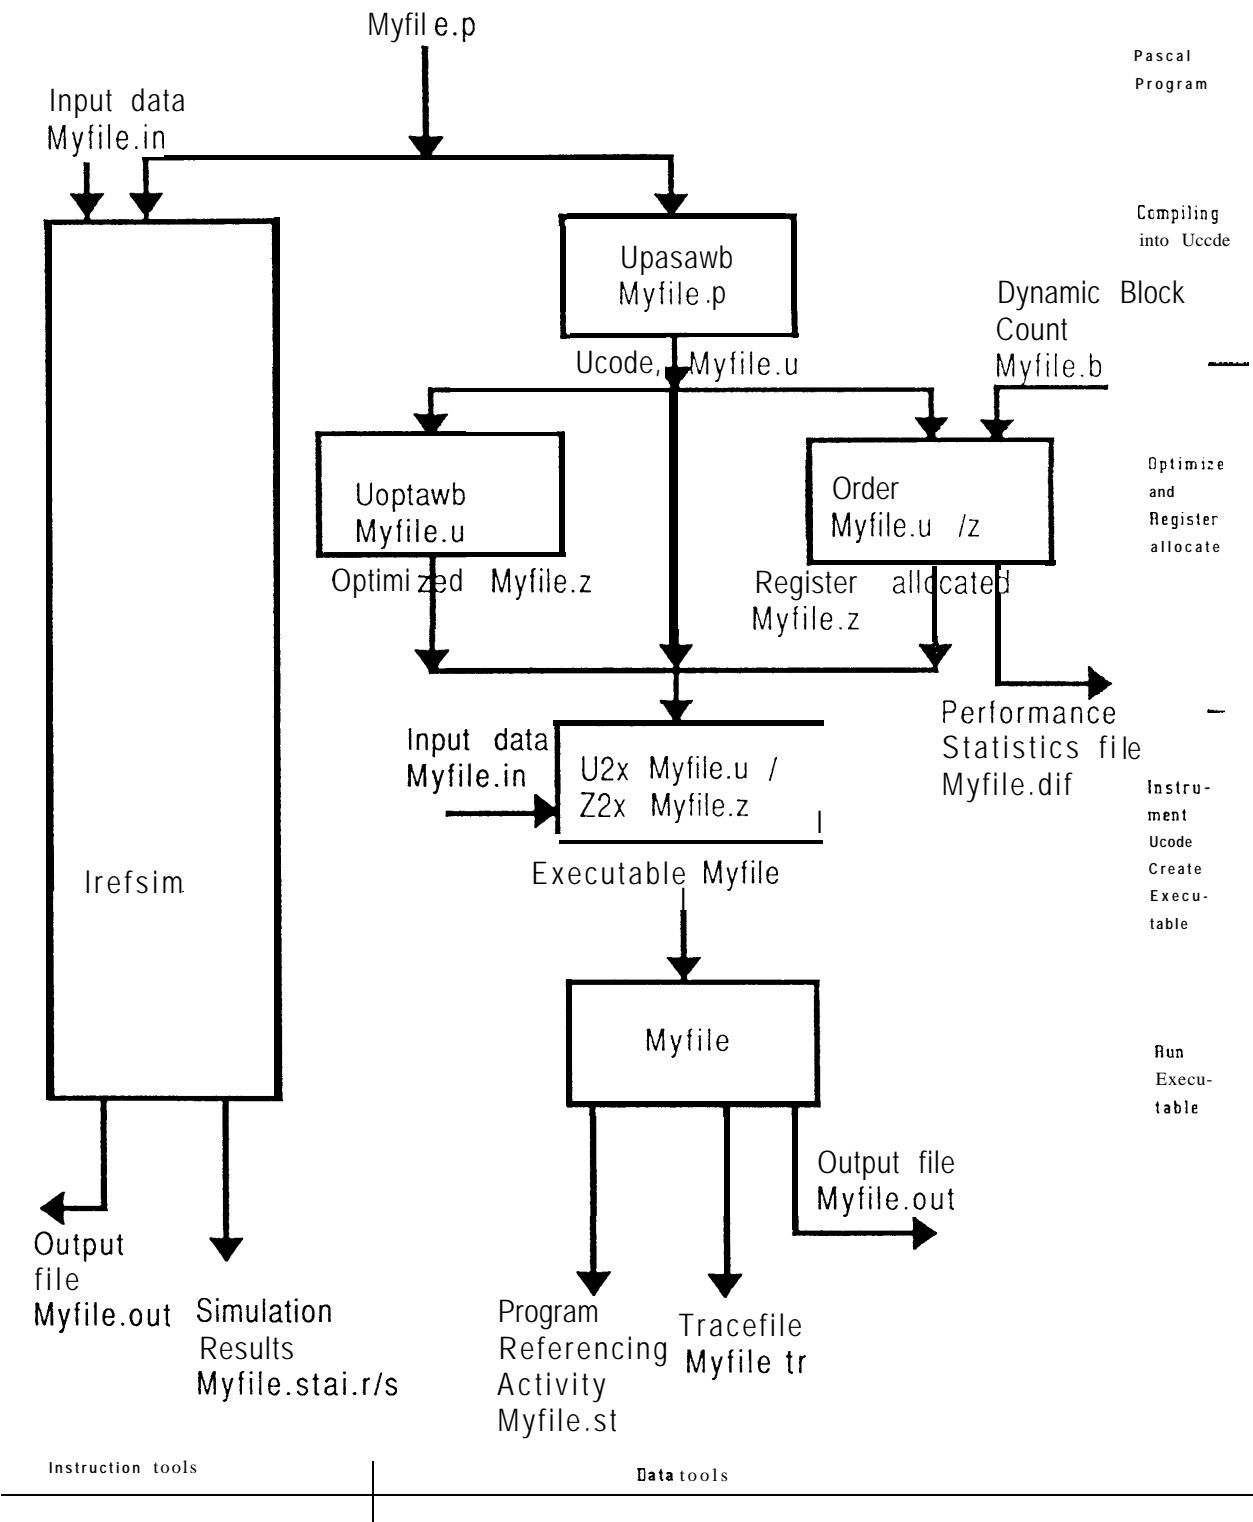 Myfile.p
Pascal
Program
Input data
Myfile.in
Compiling
into Uccde
Upasawb
Myfile.p
Dynamic Block
Count
Myfile.b
Ucode, Myfile.u
Uoptawb
Myfile.u
Order
Myfile.u /z
Optimize
and
Register
allocate
Optimized Myfile.z
Register allocated
Myfile.z
Performance
Statistics file
Myfile.dif
Input data
Myfile.in
U2x Myfile.u /
Z2x Myfile.z
Instru-
ment
Ucode
Create
Execu-
table
Executable Myfile
Irefsim
Myfile
Run
Execu-
table
Output file
Myfile.out
Output
file
Myfile.out
Simulation
Results
Myfile.stai.r/s
Program
Referencing
Activity
Myfile.st
Tracefile
Myfile tr
Instruction tools
Data tools